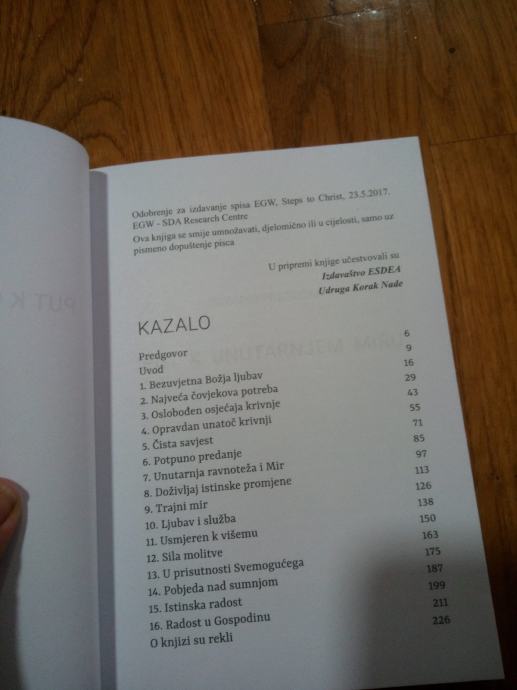 Odobrenje za izdavanje spisa EGW, Steps to Christ, 23.5.2017.
EGW - SDA Research Centre
Ova knjiga se smije umnožavati, djelomično ili u cijelosti, samo uz
pismeno dopuštenje pisca
U pripremi knjige učestvovali su
Izdavaštvo ESDEA
Udruga Korak Nade
KAZALO
Predgovor 6
Uvod 9
1. Bezuvjetna Božja ljubav 16
2. Najveća čovjekova potreba 29
3. Oslobođen osjećaja krivnje 43
4. Opravdan unatoč krivnji 55
5. Čista savjest 71
6. Potpuno predanje 85
7. Unutarnja ravnoteža i Mir 97
8. Doživljaj istinske promjene 113
9. Trajni mir 126
10. Ljubav i služba 138
11. Usmjeren k višemu 150
12. Sila molitve 163
13. U prisutnosti Svemogućega 175
14. Pobjeda nad sumnjom 187
15. Istinska radost 199
16. Radost u Gospodinu 211
O knjizi su rekli 226